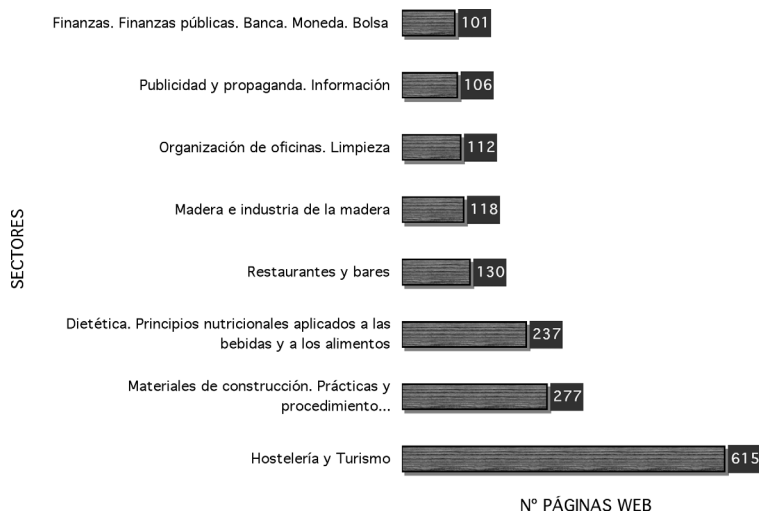 Finanzas. Finanzas públicas. Banca. Moneda. Bolsa 101
Publicidad y propaganda. Información 106
Organización de oficinas. Limpieza 112
Madera e industria de la madera 118
SECTORES
Restaurantes y bares 130
Dietética. Principios nutricionales aplicados a las
bebidas y a los alimentos 237
Materiales de construcción. Prácticas y
procedimiento... 277
Hostelería y Turismo 615
Nº PÁGINAS WEB